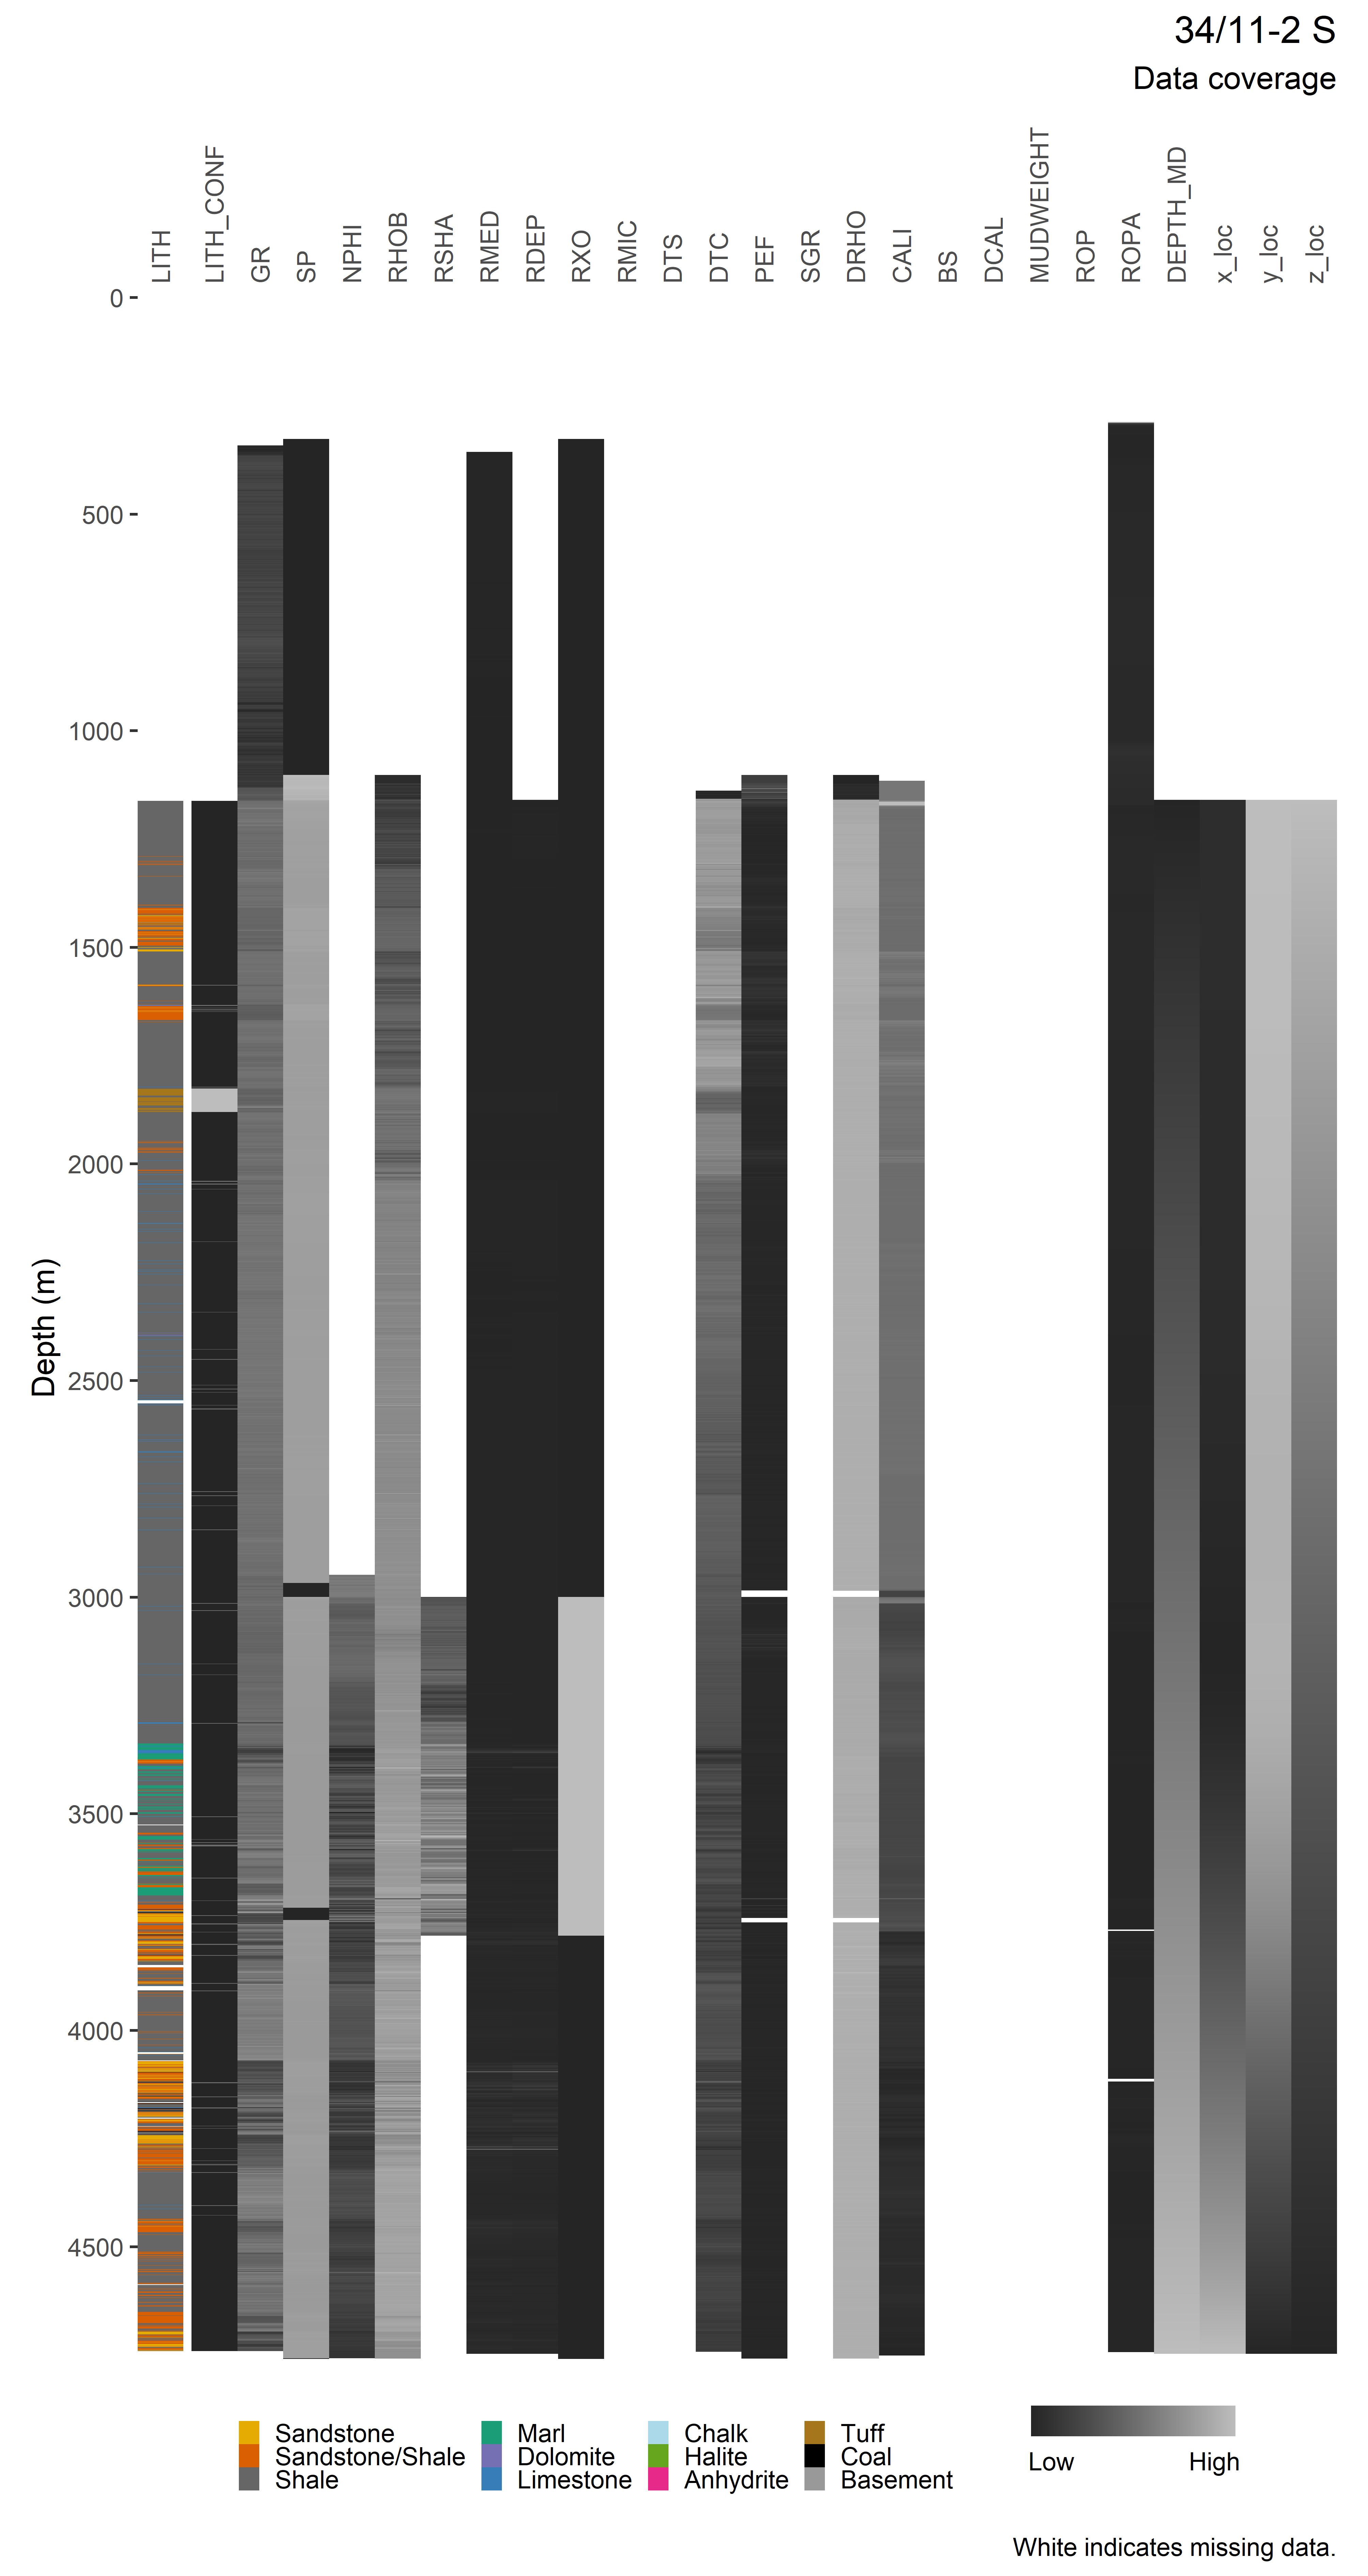 34/11-2 S
Data coverage
LITH
LITH_CONF
GR
SP
NPHI
RHOB
RSHA
RMED
RDEP
RXO
RMIC
DTS
DTC
PEF
SGR
DRHO
CALI
BS
DCAL
MUDWEIGHT
ROP
ROPA
DEPTH_MD
x_loc
y_loc
z_loc
0
500
1000
1500
2000
2500
3000
3500
4000
4500
Depth (m)
Sandstone
Sandstone/Shale
Shale
Marl
Dolomite
Limestone
Chalk
Halite
Anhydrite
Tuff
Coal
Basement
Low High
White indicates missing data.